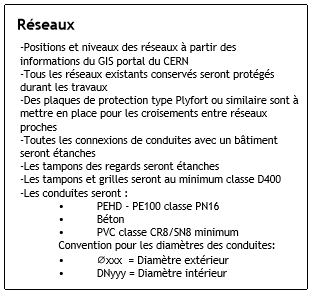 Réseaux
-Positions et niveaux des réseaux à partir des
informations du GIS portal du CERN
-Tous les réseaux existants conservés seront protégés
durant les travaux
-Des plaques de protection type Plyfort ou similaire sont à
mettre en place pour les croisements entre réseaux
proches
-Toutes les connexions de conduites avec un bâtiment
seront étanches
-Les tampons des regards seront étanches
-Les tampons et grilles seront au minimum classe D400
-Les conduites seront :
• PEHD - PE100 classe PN16
• Béton
• PVC classe CR8/SN8 minimum
Convention pour les diamètres des conduites:
• ∅xxx = Diamètre extérieur
• DNyyy = Diamètre intérieur